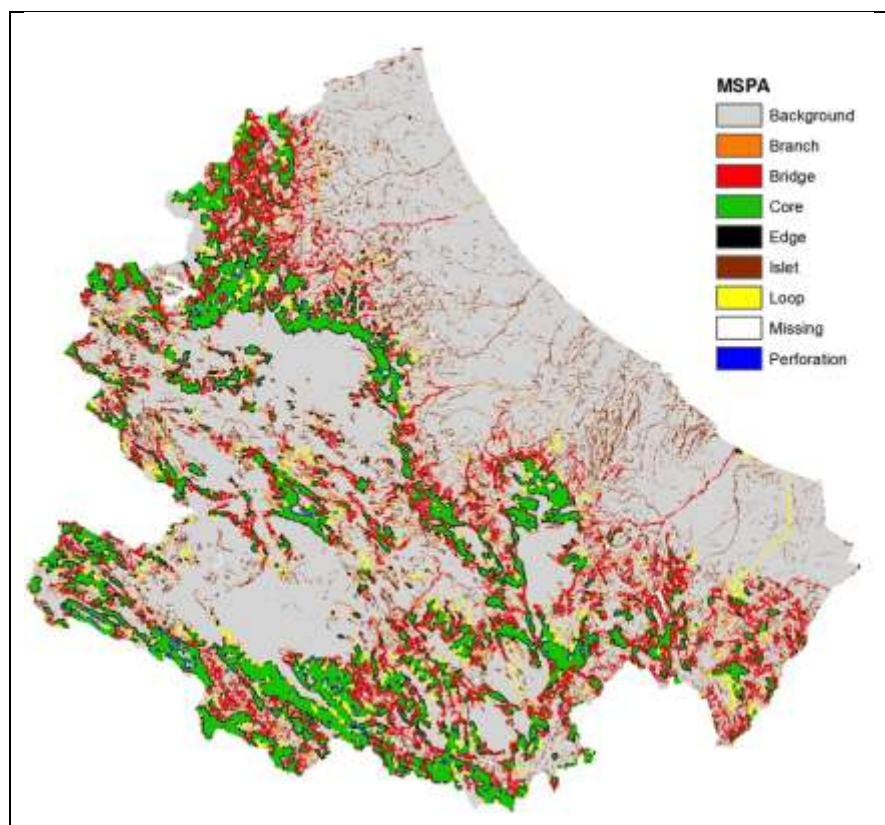 MSPA
Background
Branch
Bridge
Core
Edge
Islet
Loop
Missing
Perforation